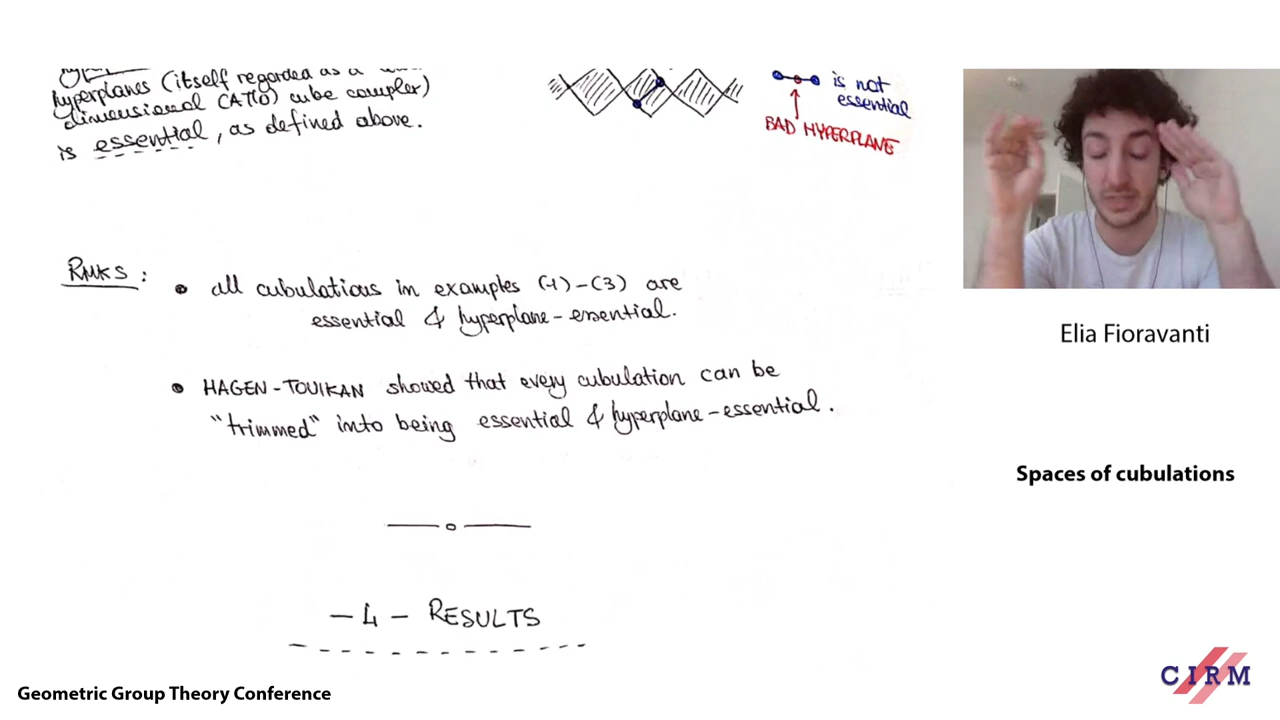 hyperplanes (itself regarded as a
dimensional CAT(0) cube complex)
is essential, as defined above.
is not
essential
BAD HYPERPLANE
RMKS :
• all cubulations in examples (1)-(3) are
essential & hyperplane-essential.
• HAGEN-TOUIKAN showed that every cubulation can be
"trimmed" into being essential & hyperplane-essential.
-4- RESULTS
Elia Fioravanti
Spaces of cubulations
Geometric Group Theory Conference
CIRM